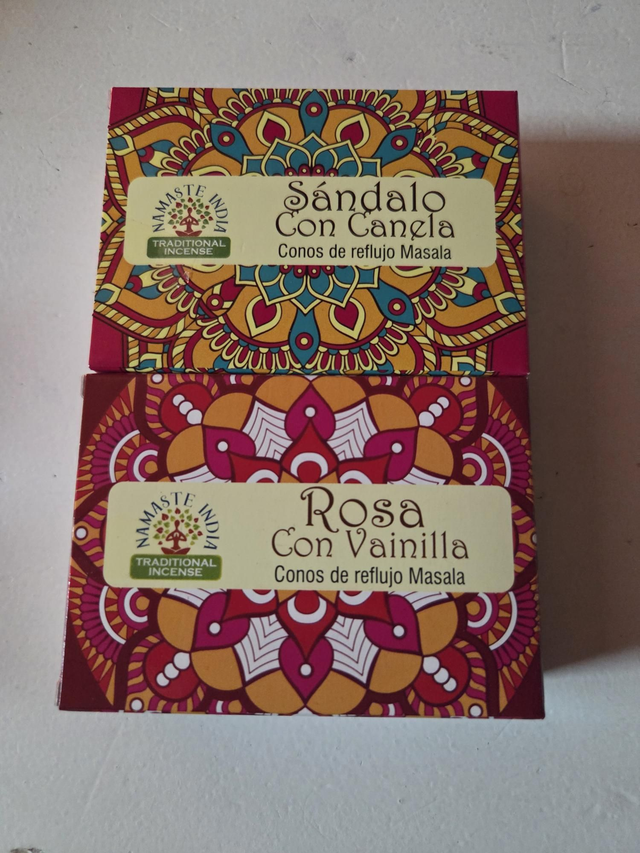 NAMASTE INDIA
TRADITIONAL
INCENSE
Sándalo
Con Canela
Conos de reflujo Masala
NAMASTE INDIA
TRADITIONAL
INCENSE
Rosa
Con Vainilla
Conos de reflujo Masala